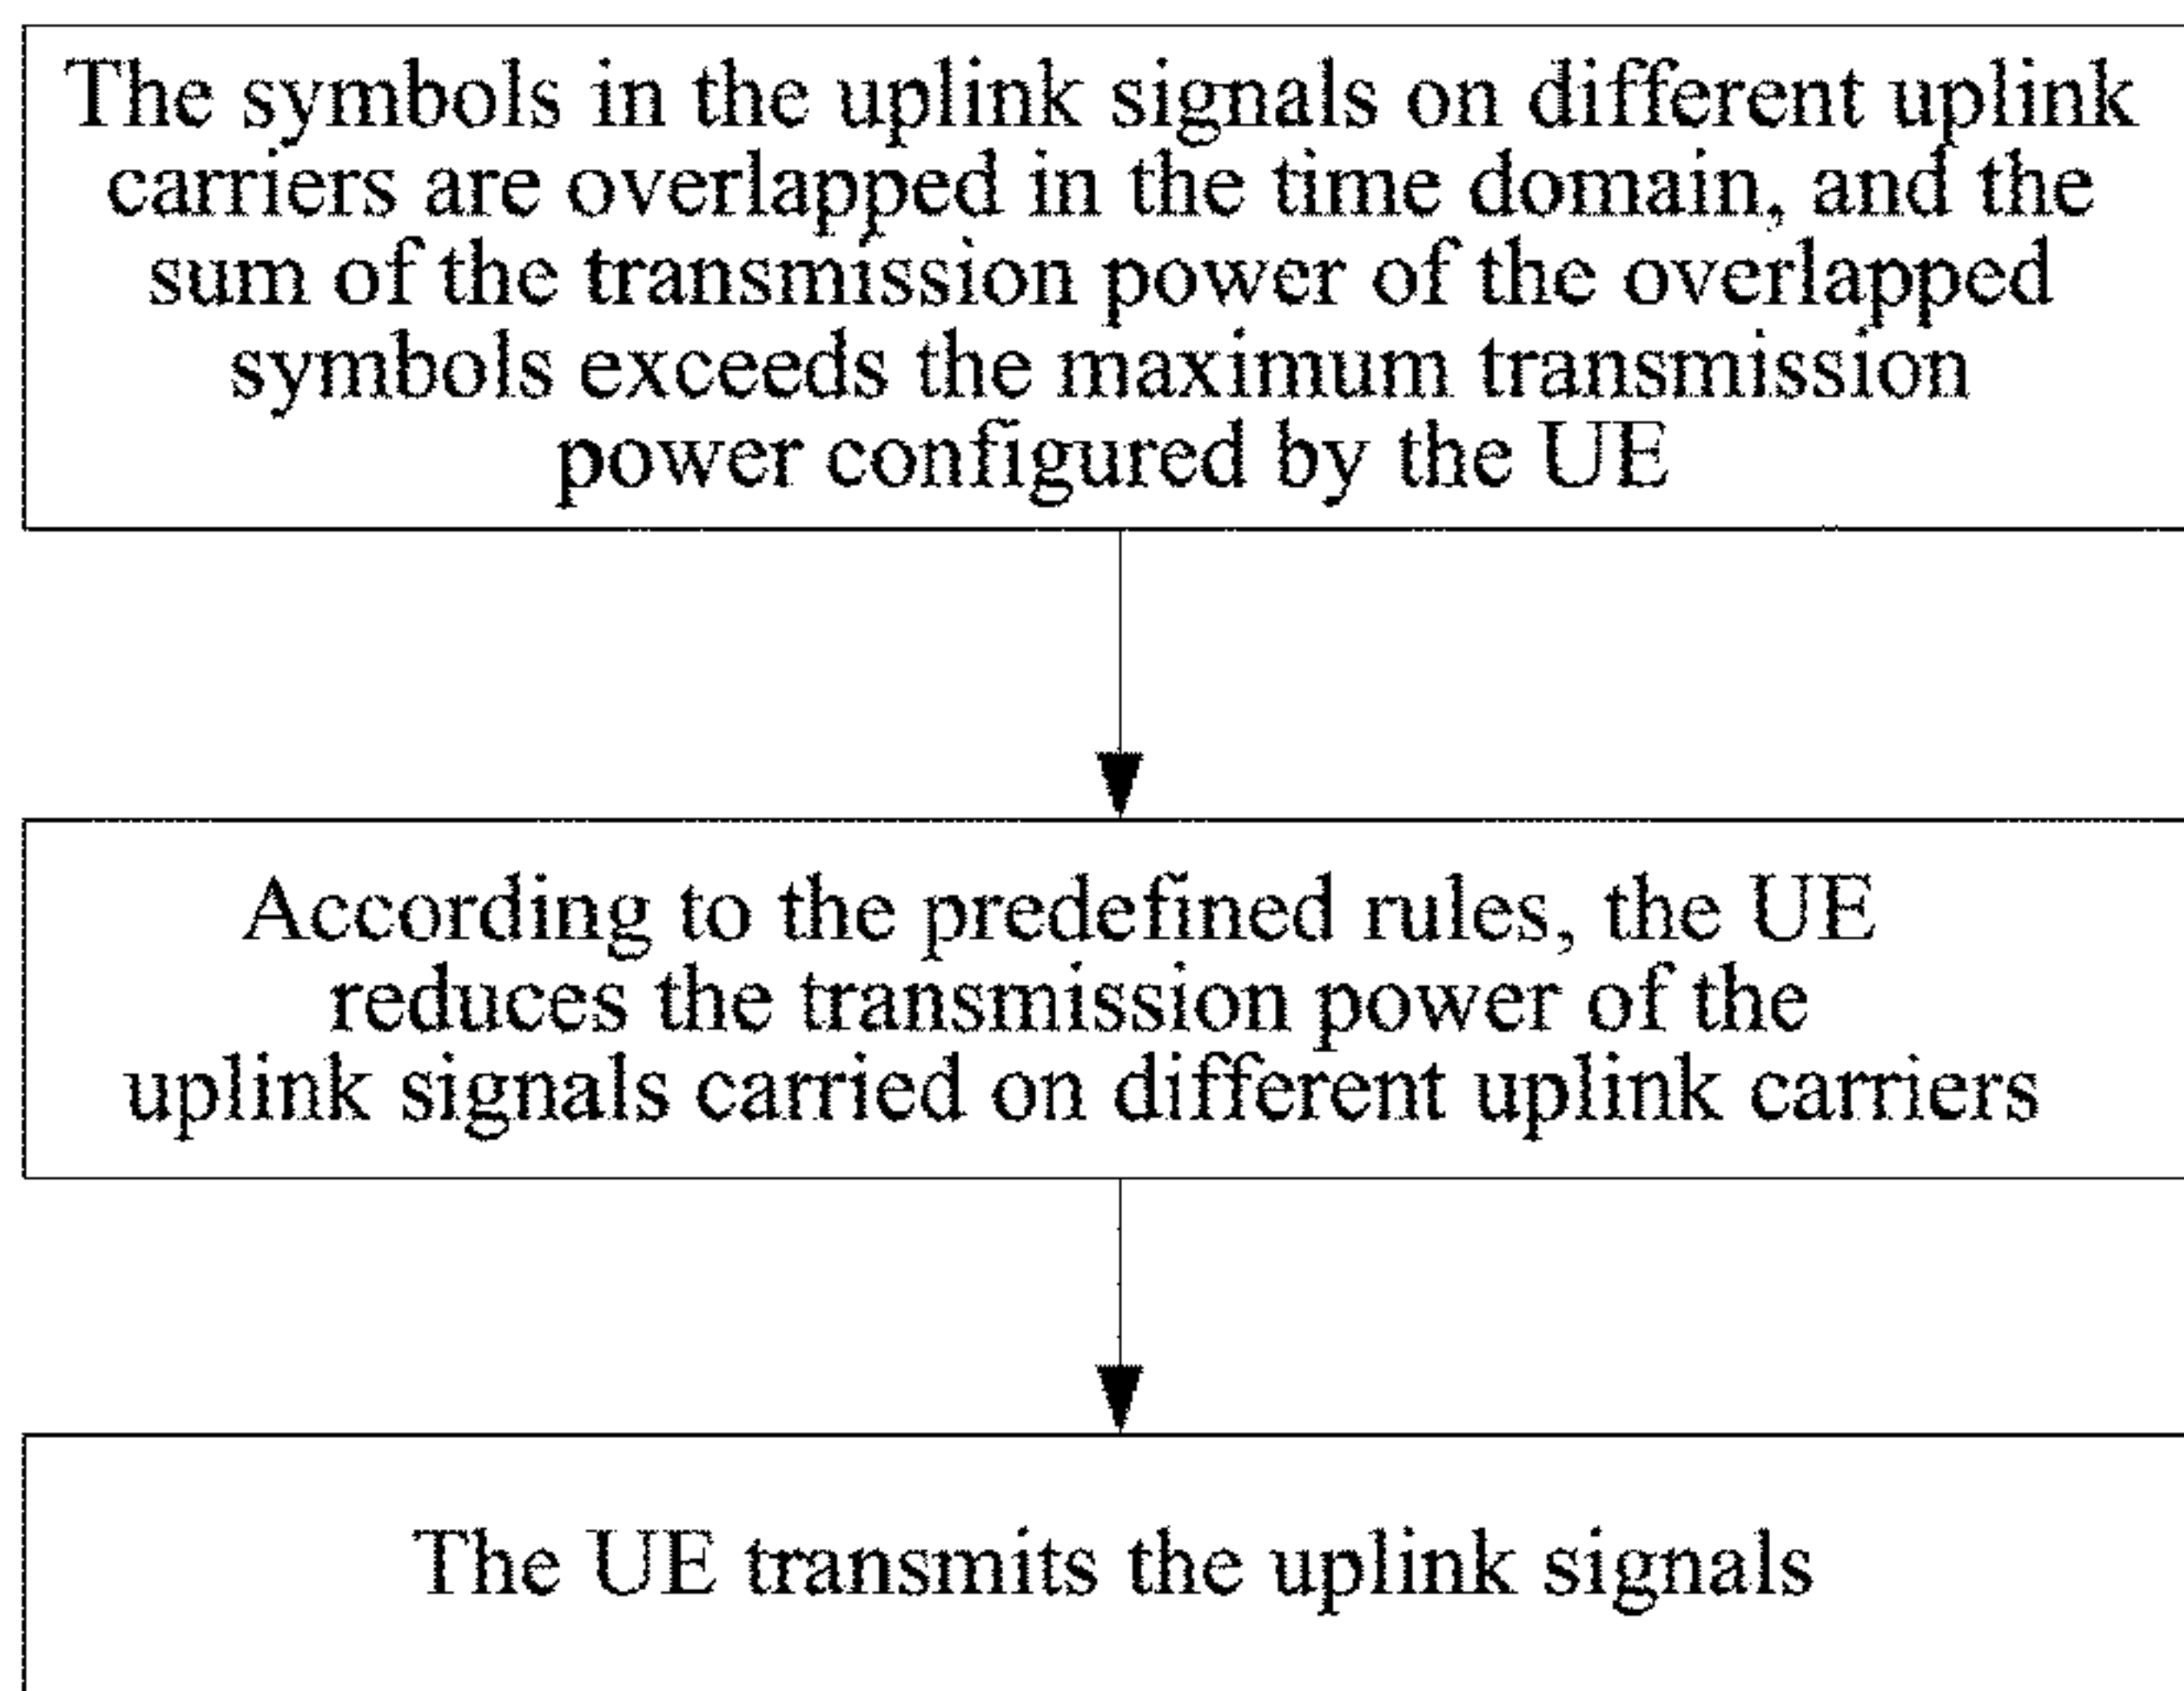 The symbols in the uplink signals on different uplink
carriers are overlapped in the time domain, and the
sum of the transmission power of the overlapped
symbols exceeds the maximum transmission
power configured by the UE
According to the predefined rules, the UE
reduces the transmission power of the
uplink signals carried on different uplink carriers
The UE transmits the uplink signals